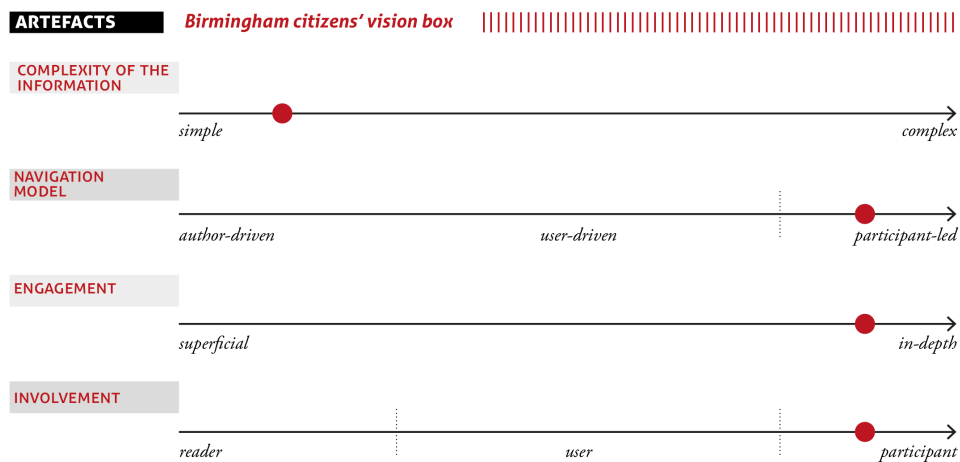 ARTEFACTS Birmingham citizens' vision box
COMPLEXITY OF THE
INFORMATION
simple complex
NAVIGATION
MODEL
author-driven user-driven participant-led
ENGAGEMENT
superficial in-depth
INVOLVEMENT
reader user participant